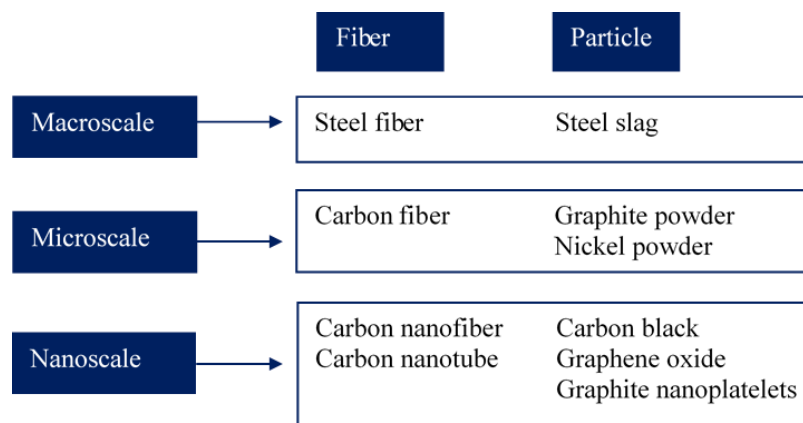 Fiber Particle
Macroscale Steel fiber Steel slag
Microscale Carbon fiber Graphite powder
Nickel powder
Nanoscale Carbon nanofiber Carbon black
Carbon nanotube Graphene oxide
Graphite nanoplatelets